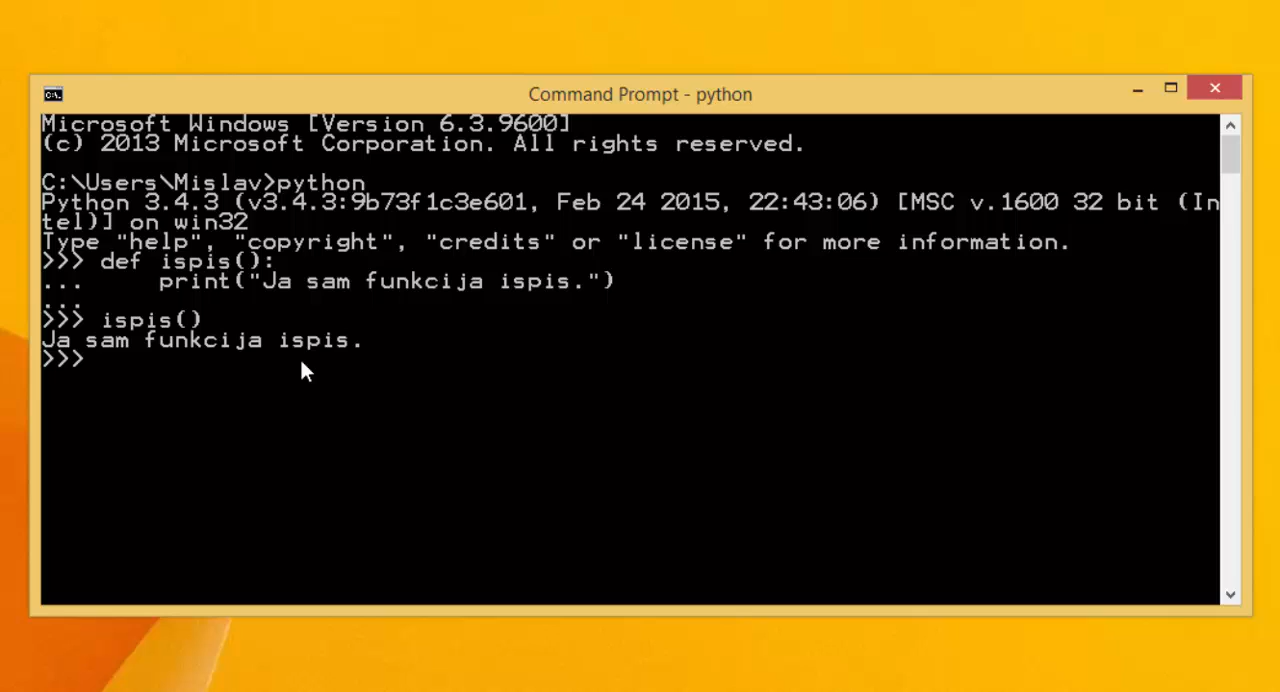 Command Prompt - python
Microsoft Windows [Version 6.3.9600]
(c) 2013 Microsoft Corporation. All rights reserved.
C:\Users\Mislav>python
Python 3.4.3 (v3.4.3:9b73f1c3e601, Feb 24 2015, 22:43:06) [MSC v.1600 32 bit (In
tel)] on win32
Type "help", "copyright", "credits" or "license" for more information.
>>> def ispis():
...     print("Ja sam funkcija ispis.")
...
>>> ispis()
Ja sam funkcija ispis.
>>>